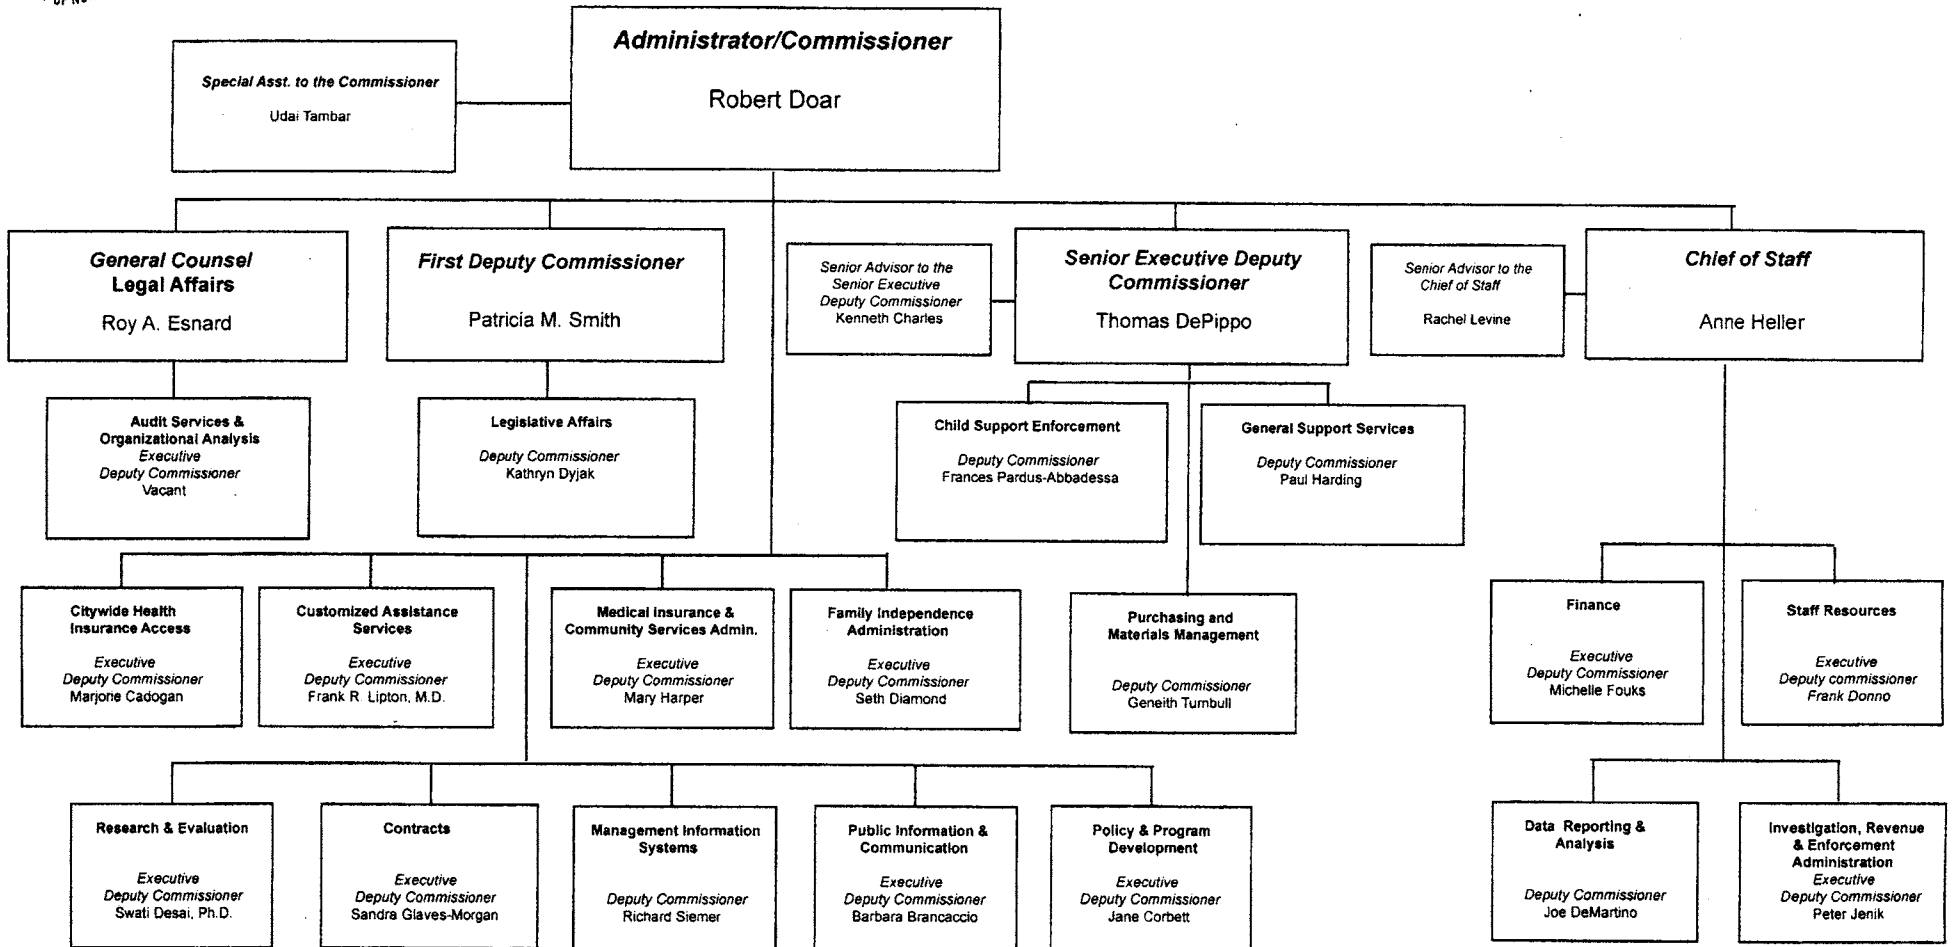 Administrator/Commissioner
Robert Doar
Special Asst. to the Commissioner
Udai Tambar
General Counsel
Legal Affairs
Roy A. Esnard
First Deputy Commissioner
Patricia M. Smith
Senior Advisor to the
Senior Executive
Deputy Commissioner
Kenneth Charles
Senior Executive Deputy
Commissioner
Thomas DePippo
Senior Advisor to the
Chief of Staff
Rachel Levine
Chief of Staff
Anne Heller
Audit Services &
Organizational Analysis
Executive
Deputy Commissioner
Vacant
Legislative Affairs
Deputy Commissioner
Kathryn Dyjak
Child Support Enforcement
Deputy Commissioner
Frances Pardus-Abbadessa
General Support Services
Deputy Commissioner
Paul Harding
Citywide Health
Insurance Access
Executive
Deputy Commissioner
Marjorie Cadogan
Customized Assistance
Services
Executive
Deputy Commissioner
Frank R. Lipton, M.D.
Medical Insurance &
Community Services Admin.
Executive
Deputy Commissioner
Mary Harper
Family Independence
Administration
Executive
Deputy Commissioner
Seth Diamond
Purchasing and
Materials Management
Deputy Commissioner
Geneith Turnbull
Finance
Executive
Deputy Commissioner
Michelle Fouks
Staff Resources
Executive
Deputy commissioner
Frank Donno
Research & Evaluation
Executive
Deputy Commissioner
Swati Desai, Ph.D.
Contracts
Executive
Deputy Commissioner
Sandra Glaves-Morgan
Management Information
Systems
Deputy Commissioner
Richard Siemer
Public Information &
Communication
Executive
Deputy Commissioner
Barbara Brancaccio
Policy & Program
Development
Executive
Deputy Commissioner
Jane Corbett
Data Reporting &
Analysis
Deputy Commissioner
Joe DeMartino
Investigation, Revenue
& Enforcement
Administration
Executive
Deputy Commissioner
Peter Jenik